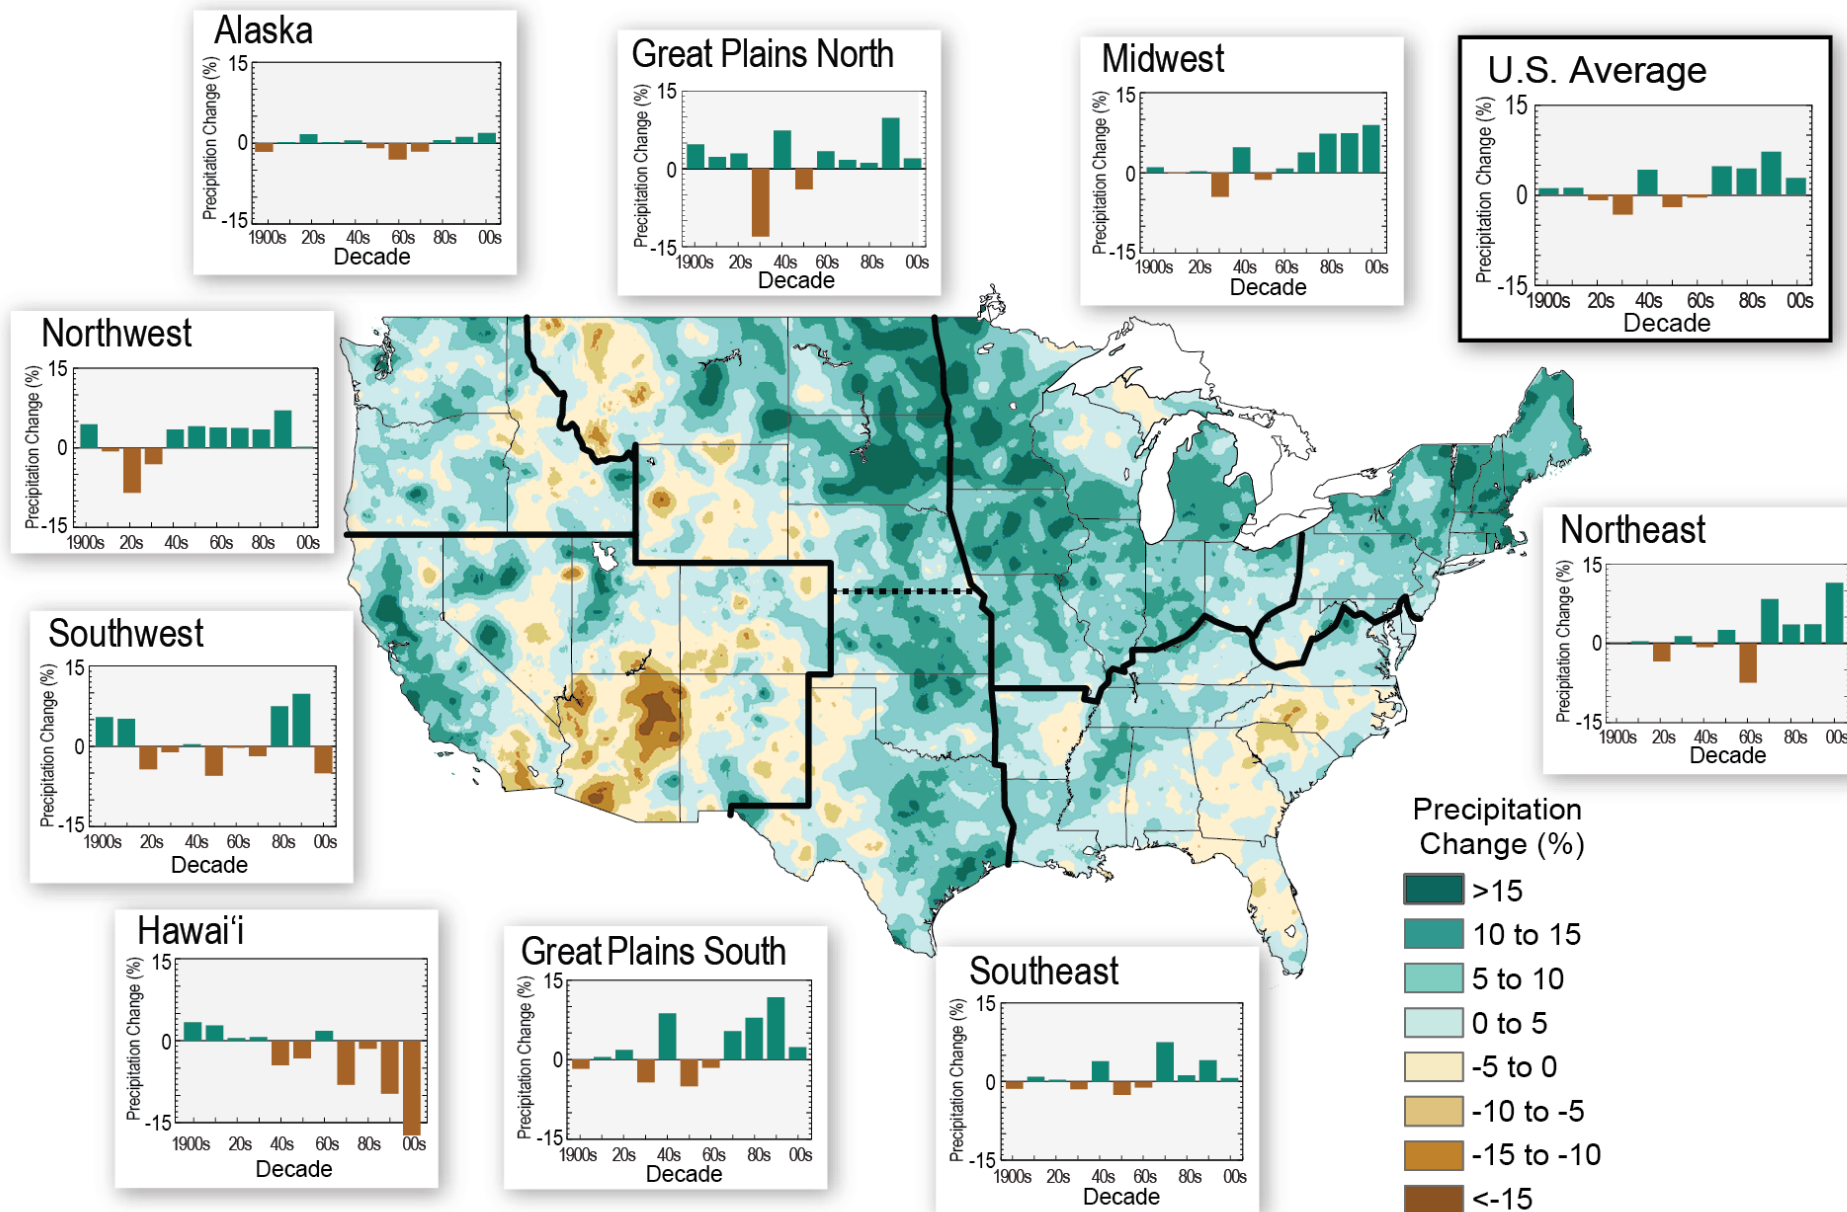 Alaska
Precipitation Change (%)
15
0
-15
1900s 20s 40s 60s 80s 00s
Decade
Great Plains North
Precipitation Change (%)
15
0
-15
1900s 20s 40s 60s 80s 00s
Decade
Midwest
Precipitation Change (%)
15
0
-15
1900s 20s 40s 60s 80s 00s
Decade
U.S. Average
Precipitation Change (%)
15
0
-15
1900s 20s 40s 60s 80s 00s
Decade
Northwest
Precipitation Change (%)
15
0
-15
1900s 20s 40s 60s 80s 00s
Decade
Northeast
Precipitation Change (%)
15
0
-15
1900s 20s 40s 60s 80s 00s
Decade
Southwest
Precipitation Change (%)
15
0
-15
1900s 20s 40s 60s 80s 00s
Decade
Hawai‘i
Precipitation Change (%)
15
0
-15
1900s 20s 40s 60s 80s 00s
Decade
Great Plains South
Precipitation Change (%)
15
0
-15
1900s 20s 40s 60s 80s 00s
Decade
Southeast
Precipitation Change (%)
15
0
-15
1900s 20s 40s 60s 80s 00s
Decade
Precipitation
Change (%)
>15
10 to 15
5 to 10
0 to 5
-5 to 0
-10 to -5
-15 to -10
<-15